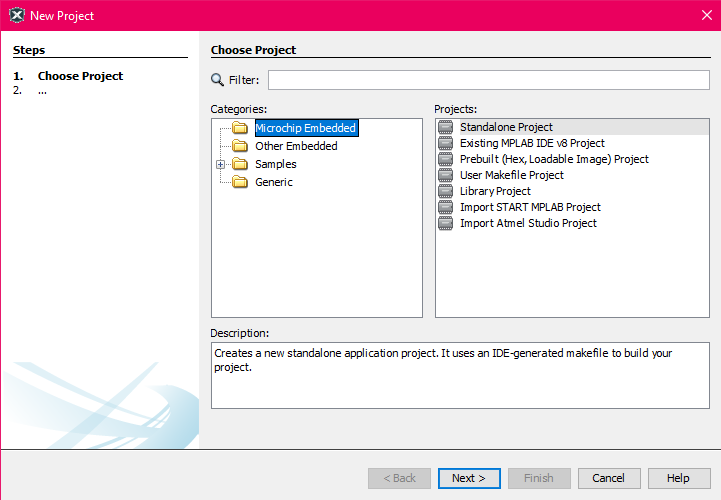 New Project
Steps
1. Choose Project
2. ...
Choose Project
Filter:
Categories:
Microchip Embedded
Other Embedded
Samples
Generic
Projects:
Standalone Project
Existing MPLAB IDE v8 Project
Prebuilt (Hex, Loadable Image) Project
User Makefile Project
Library Project
Import START MPLAB Project
Import Atmel Studio Project
Description:
Creates a new standalone application project. It uses an IDE-generated makefile to build your
project.
< Back
Next >
Finish
Cancel
Help